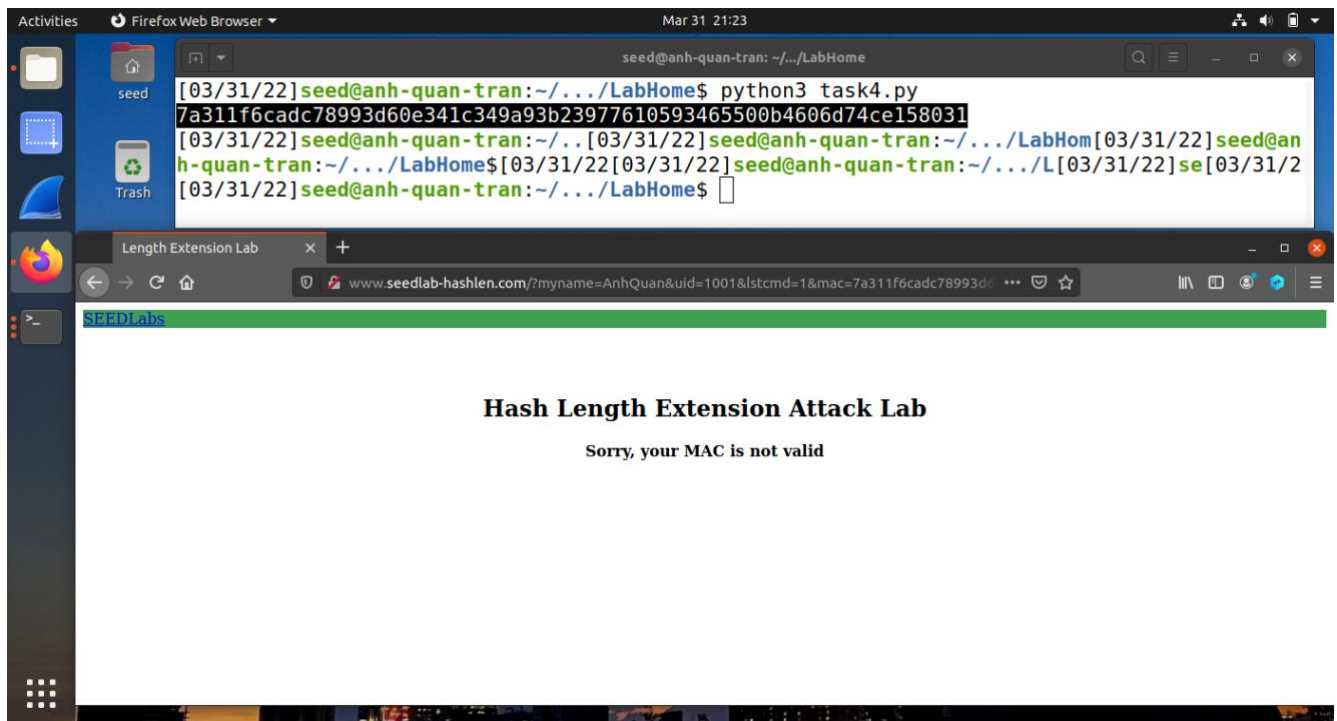 Activities Firefox Web Browser Mar 31 21:23
seed
Trash
seed@anh-quan-tran: ~/.../LabHome
[03/31/22]seed@anh-quan-tran:~/.../LabHome$ python3 task4.py
7a311f6cadc78993d60e341c349a93b23977610593465500b4606d74ce158031
[03/31/22]seed@anh-quan-tran:~/..[03/31/22]seed@anh-quan-tran:~/.../LabHom[03/31/22]seed@an
h-quan-tran:~/.../LabHome$[03/31/22[03/31/22]seed@anh-quan-tran:~/.../L[03/31/22]se[03/31/2
[03/31/22]seed@anh-quan-tran:~/.../LabHome$
Length Extension Lab
www.seedlab-hashlen.com/?myname=AnhQuan&uid=1001&lstcmd=1&mac=7a311f6cadc78993d
SEEDLabs
Hash Length Extension Attack Lab
Sorry, your MAC is not valid